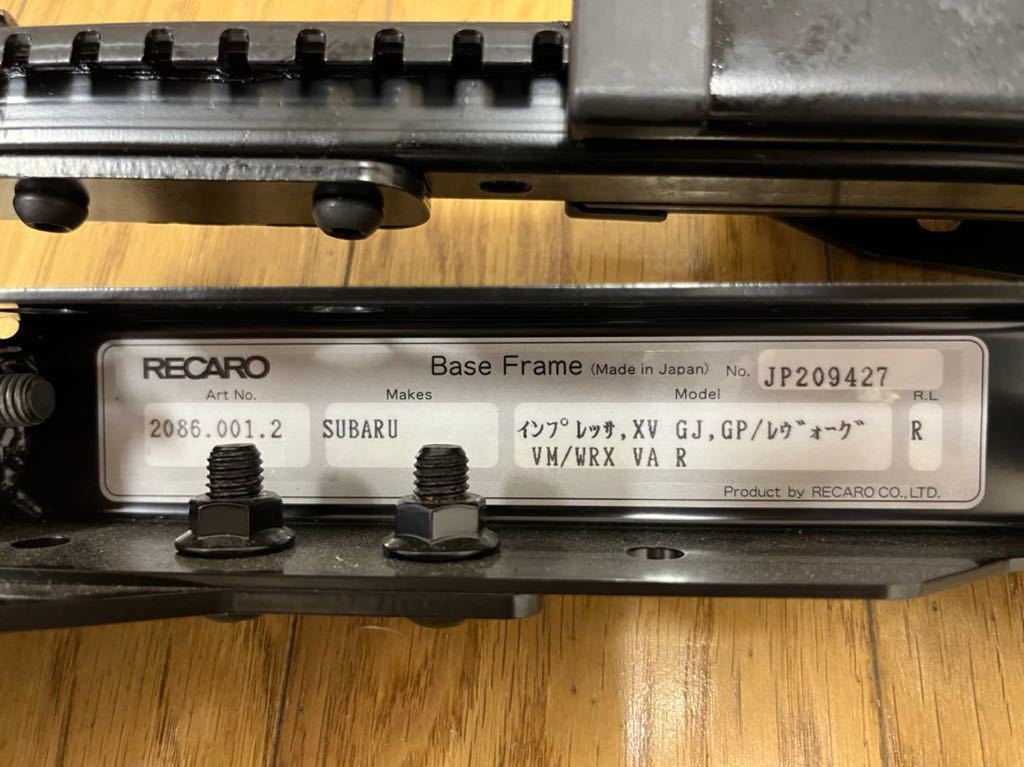 RECARO Base Frame (Made in Japan) No. JP209427
Art No. Makes Model R.L
2086.001.2 SUBARU ｲﾝﾌﾟﾚｯｻ,XV GJ,GP/ﾚｳﾞｫｰｸﾞ R
VM/WRX VA R
Product by RECARO CO.,LTD.